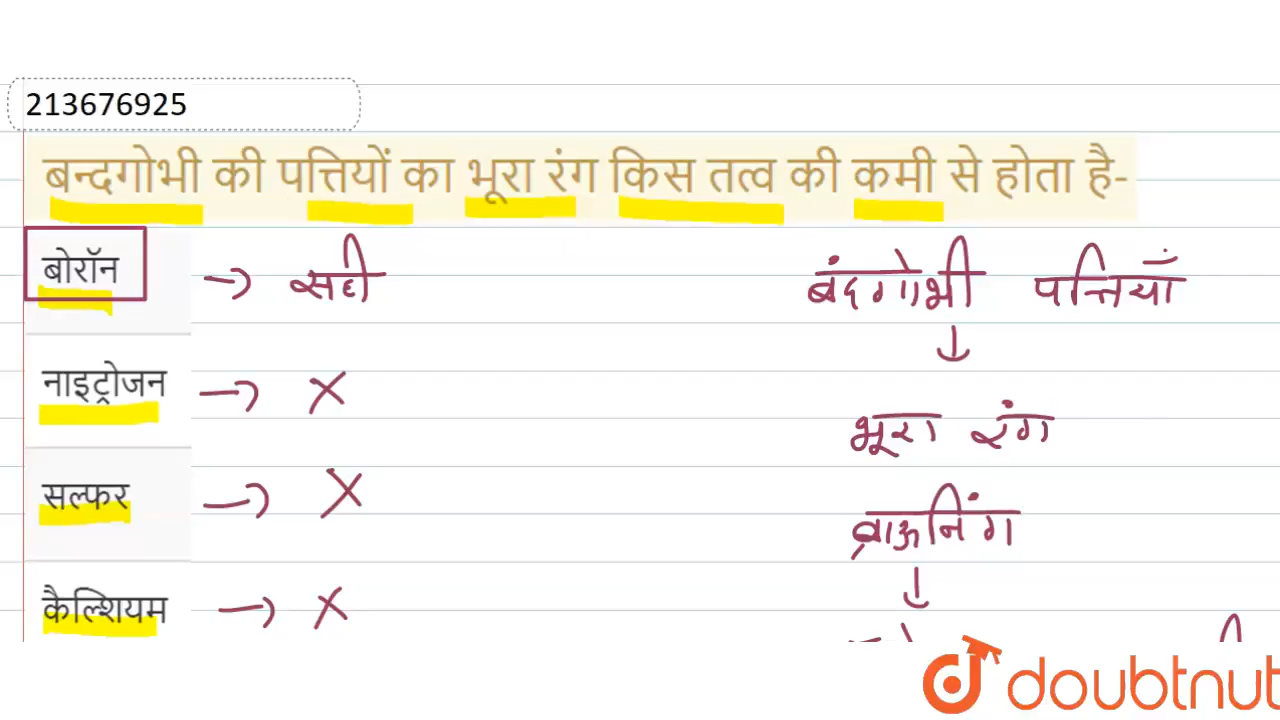 213676925
बन्दगोभी की पत्तियों का भूरा रंग किस तत्व की कमी से होता है-
बोरॉन → सही
नाइट्रोजन → X
सल्फर → X
कैल्शियम → X
बंदगोभी पत्तियाँ
↓
भूरा रंग
ब्राऊनिंग
↓
doubtnut